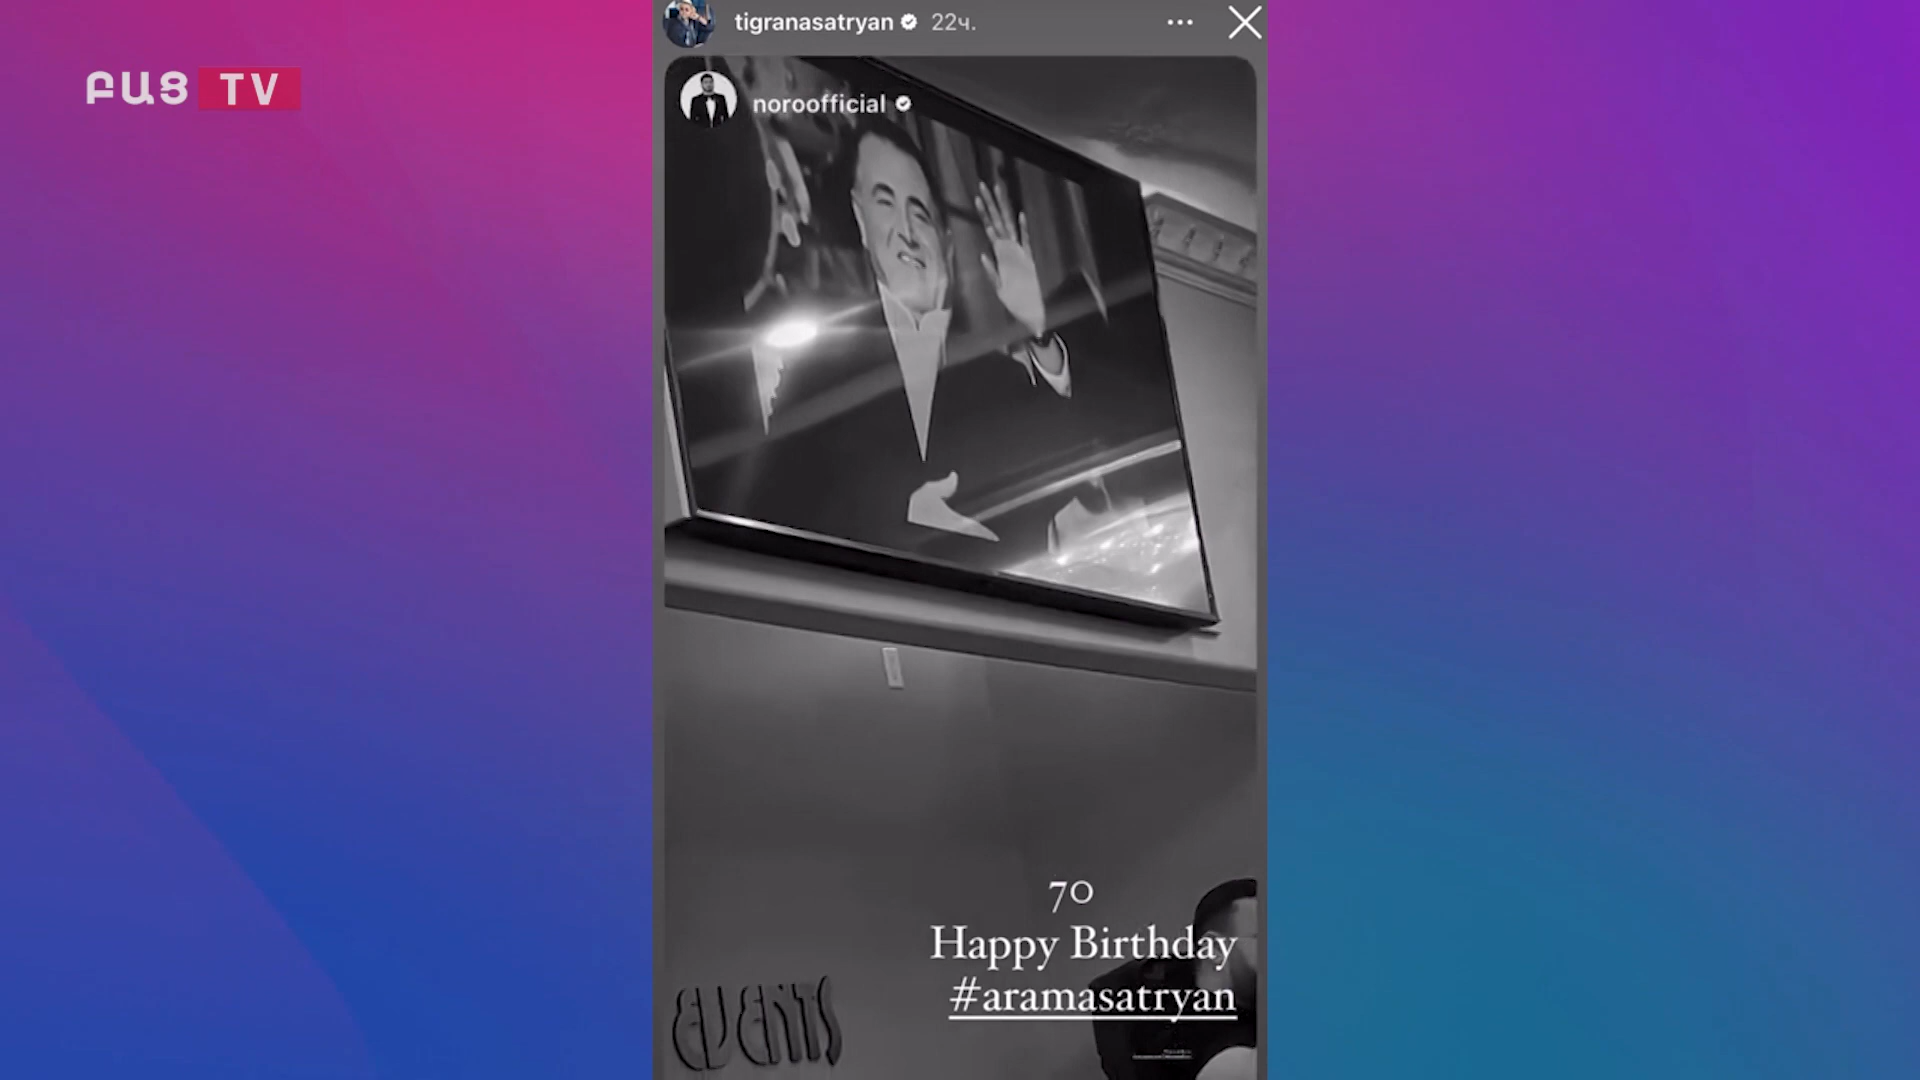 ԲԱՑ TV
tigranasatryan 22ч.
noroofficial
70
Happy Birthday
#aramasatryan
EVENTS